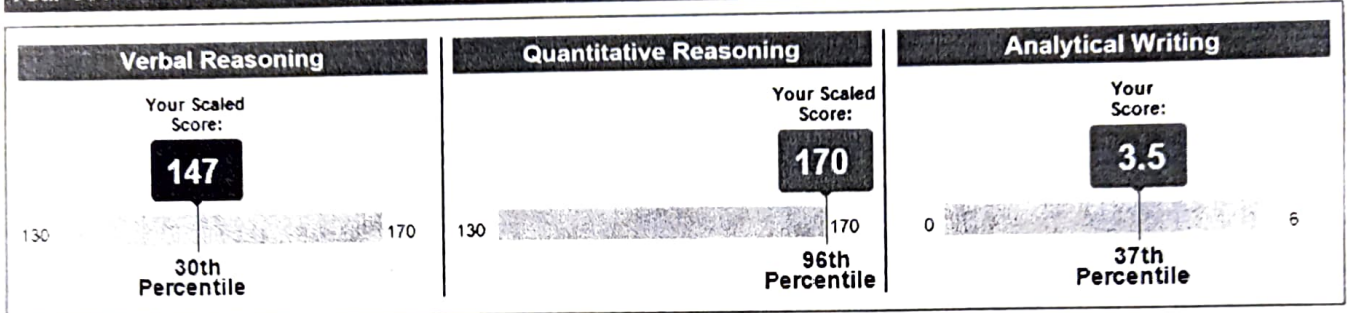 Verbal Reasoning
Your Scaled
Score:
147
130
170
30th
Percentile
Quantitative Reasoning
Your Scaled
Score:
170
130
170
96th
Percentile
Analytical Writing
Your
Score:
3.5
0
6
37th
Percentile